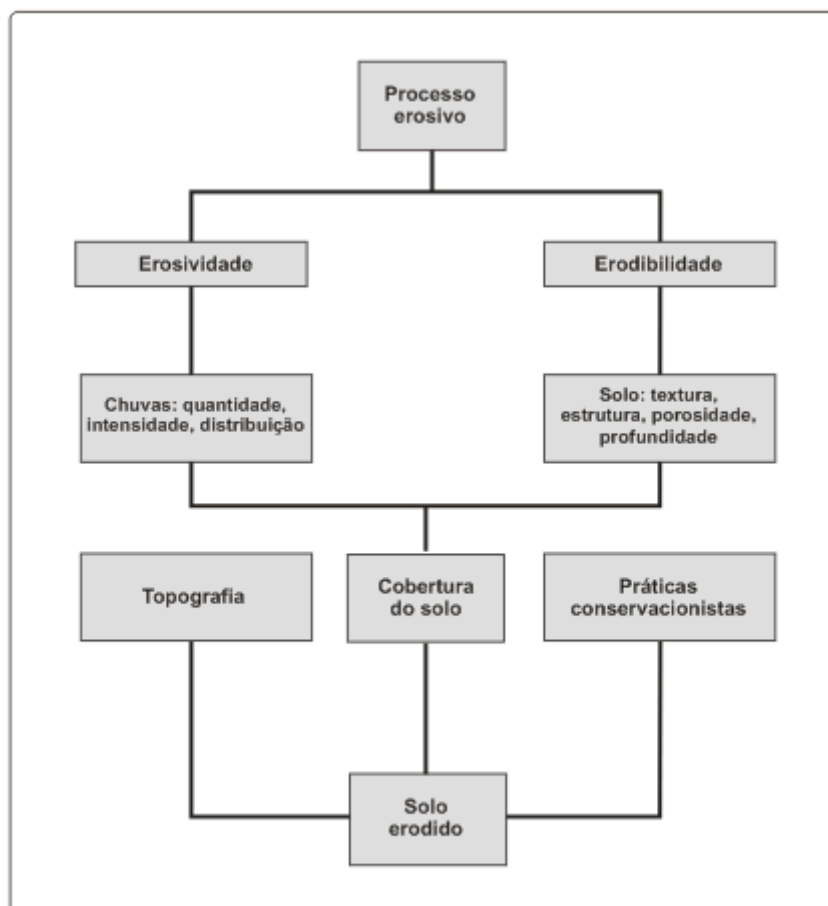 Processo
erosivo
Erosividade
Erodibilidade
Chuvas: quantidade,
intensidade, distribuição
Solo: textura,
estrutura, porosidade,
profundidade
Topografia
Cobertura
do solo
Práticas
conservacionistas
Solo
erodido